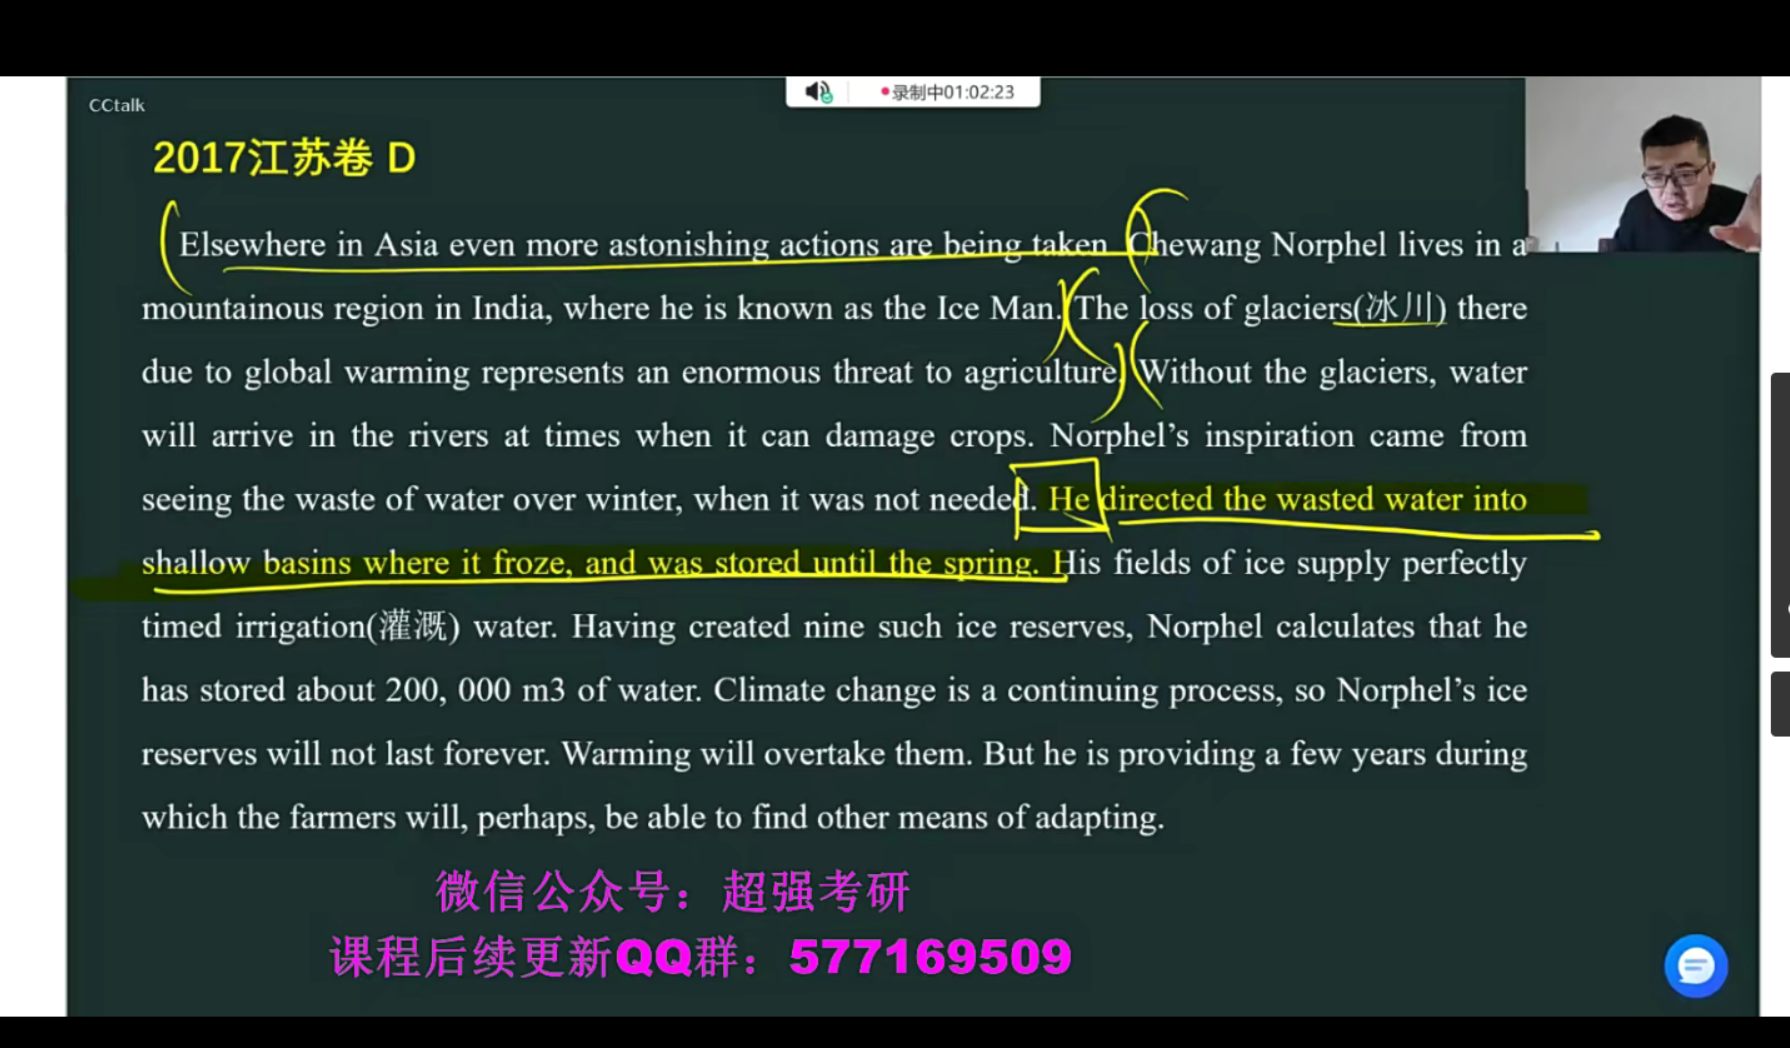 录制中01:02:23
CCtalk
2017江苏卷 D
Elsewhere in Asia even more astonishing actions are being taken. Chewang Norphel lives in a
mountainous region in India, where he is known as the Ice Man. The loss of glaciers(冰川) there
due to global warming represents an enormous threat to agriculture. Without the glaciers, water
will arrive in the rivers at times when it can damage crops. Norphel’s inspiration came from
seeing the waste of water over winter, when it was not needed. He directed the wasted water into
shallow basins where it froze, and was stored until the spring. His fields of ice supply perfectly
timed irrigation(灌溉) water. Having created nine such ice reserves, Norphel calculates that he
has stored about 200, 000 m3 of water. Climate change is a continuing process, so Norphel’s ice
reserves will not last forever. Warming will overtake them. But he is providing a few years during
which the farmers will, perhaps, be able to find other means of adapting.
微信公众号：超强考研
课程后续更新QQ群：577169509